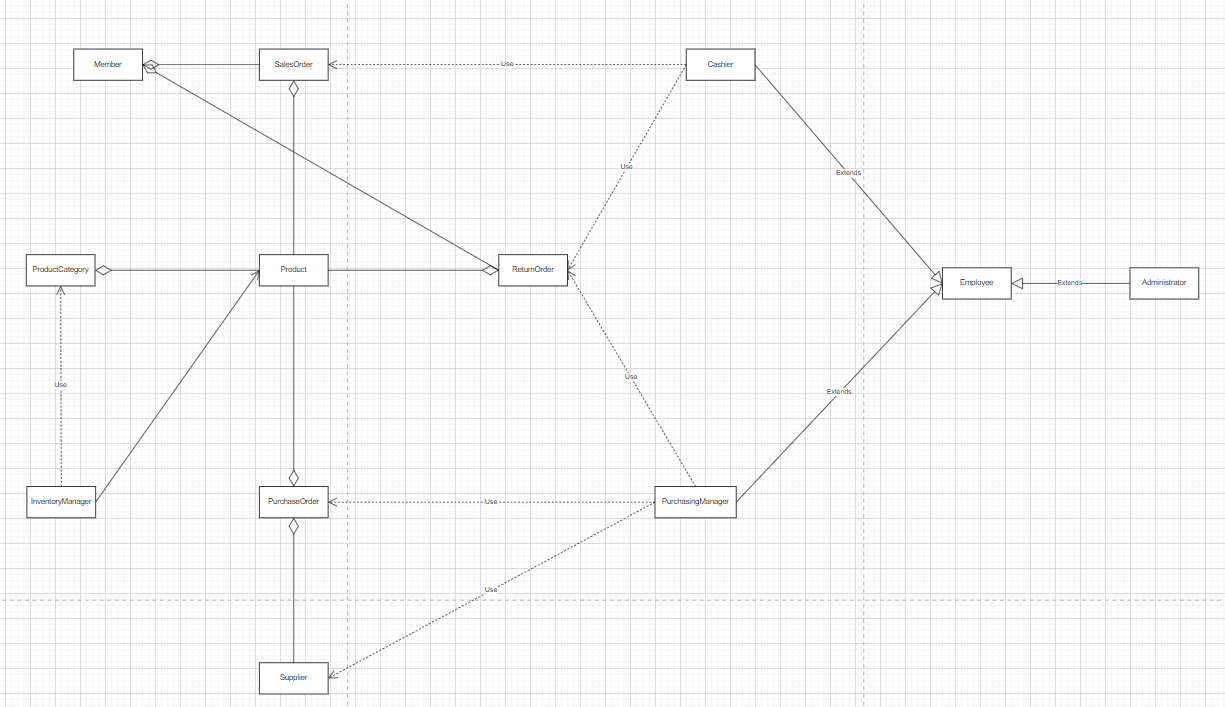 Member
SalesOrder
Use
Cashier
Use
Extends
ProductCategory
Product
ReturnOrder
Employee
Extends
Administrator
Use
Use
Extends
InventoryManager
PurchaseOrder
Use
PurchasingManager
Use
Supplier